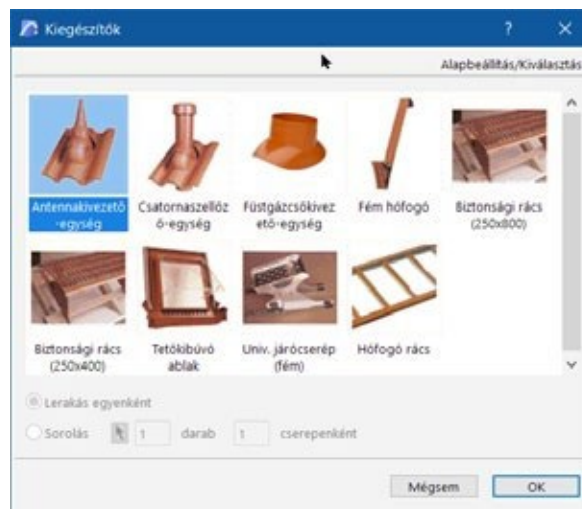 Kiegészítők
Alapbeállítás/Kiválasztás
Antennakivezető
-egység
Csatornaszellőz
ő-egység
Füstgázcsőkivez
ető-egység
Fém hófogó
Biztonsági rács
(250x800)
Biztonsági rács
(250x400)
Tetőkibúvó
ablak
Univ. járócserép
(fém)
Hófogó rács
Lerakás egyenként
Sorolás 1 darab 1 cserepenként
Mégsem OK